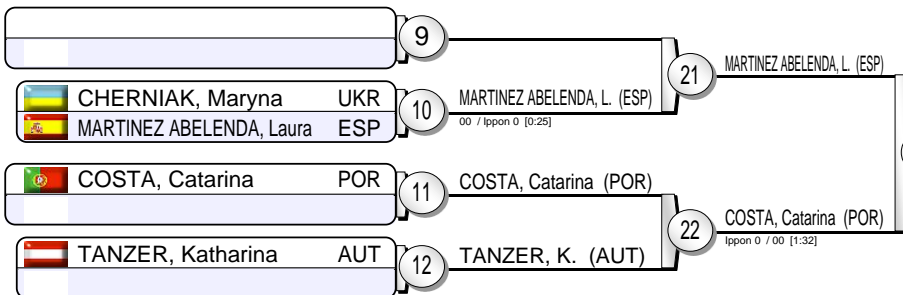 9
CHERNIAK, Maryna UKR
MARTINEZ ABELENDA, Laura ESP
10
MARTINEZ ABELENDA, L. (ESP)
00 / Ippon 0 [0:25]
21
MARTINEZ ABELENDA, L. (ESP)
COSTA, Catarina POR
11
COSTA, Catarina (POR)
TANZER, Katharina AUT
12
TANZER, K. (AUT)
22
COSTA, Catarina (POR)
Ippon 0 / 00 [1:32]